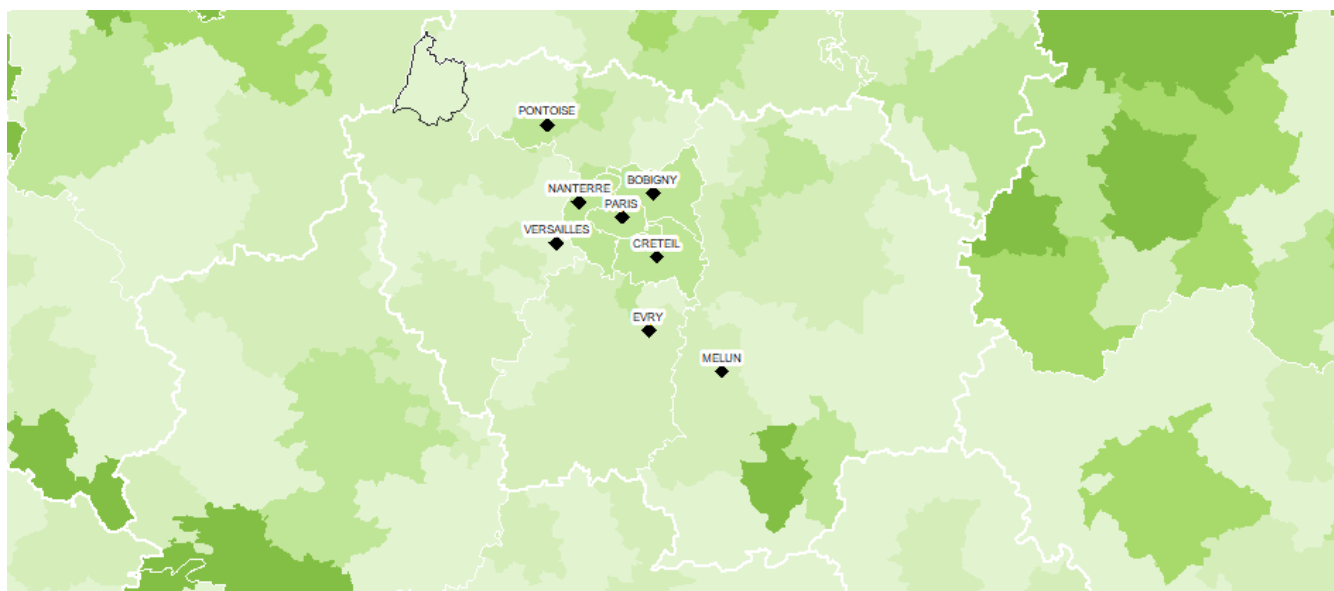 PONTOISE
BOBIGNY
NANTERRE
PARIS
VERSAILLES
CRETEIL
EVRY
MELUN